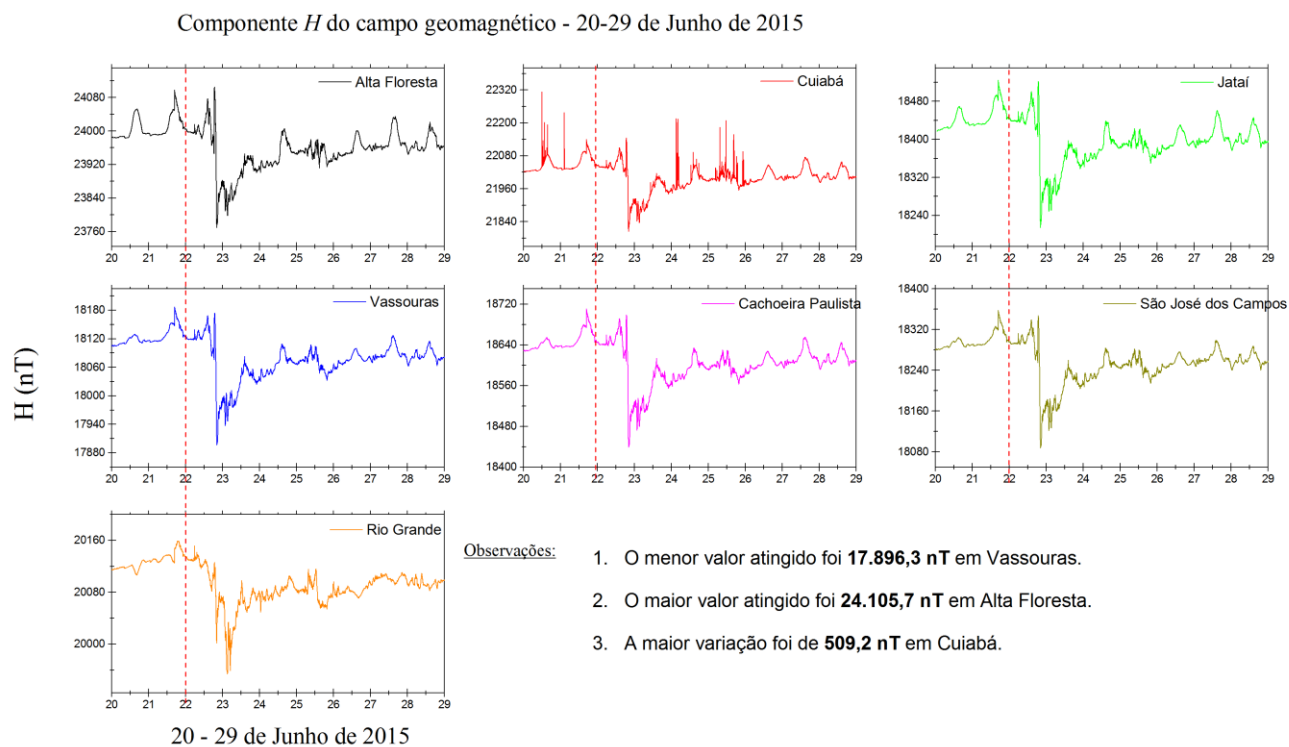 Componente H do campo geomagnético - 20-29 de Junho de 2015
Alta Floresta
24080
24000
23920
23840
23760
20 21 22 23 24 25 26 27 28 29
Cuiabá
22320
22200
22080
21960
21840
20 21 22 23 24 25 26 27 28 29
Jataí
18480
18400
18320
18240
20 21 22 23 24 25 26 27 28 29
H (nT)
Vassouras
18180
18120
18060
18000
17940
17880
20 21 22 23 24 25 26 27 28 29
Cachoeira Paulista
18720
18640
18560
18480
18400
20 21 22 23 24 25 26 27 28 29
São José dos Campos
18400
18320
18240
18160
18080
20 21 22 23 24 25 26 27 28 29
Rio Grande
20160
20080
20000
20 21 22 23 24 25 26 27 28 29
20 - 29 de Junho de 2015
Observações:
1. O menor valor atingido foi 17.896,3 nT em Vassouras.
2. O maior valor atingido foi 24.105,7 nT em Alta Floresta.
3. A maior variação foi de 509,2 nT em Cuiabá.